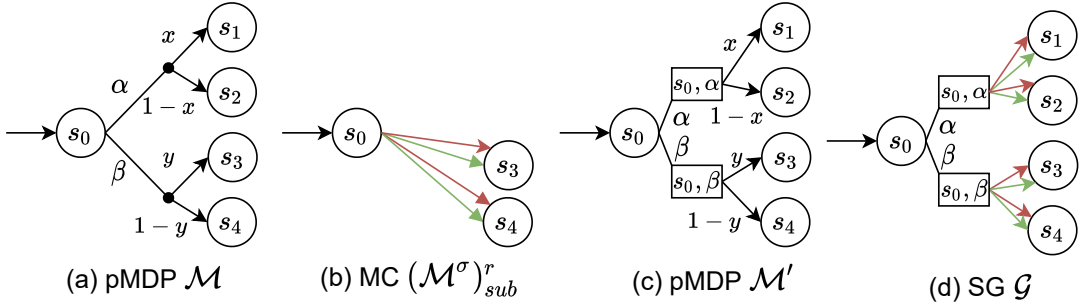 x
s₁
α
1 − x
s₂
s₀
β
y
s₃
1 − y
s₄
(a) pMDP ℳ
s₀
s₃
s₄
(b) MC (ℳ^σ)^r_sub
x
s₁
s₀, α
1 − x
s₂
α
s₀
β
y
s₃
s₀, β
1 − y
s₄
(c) pMDP ℳ′
s₁
s₀, α
s₂
α
s₀
β
s₃
s₀, β
s₄
(d) SG 𝒢